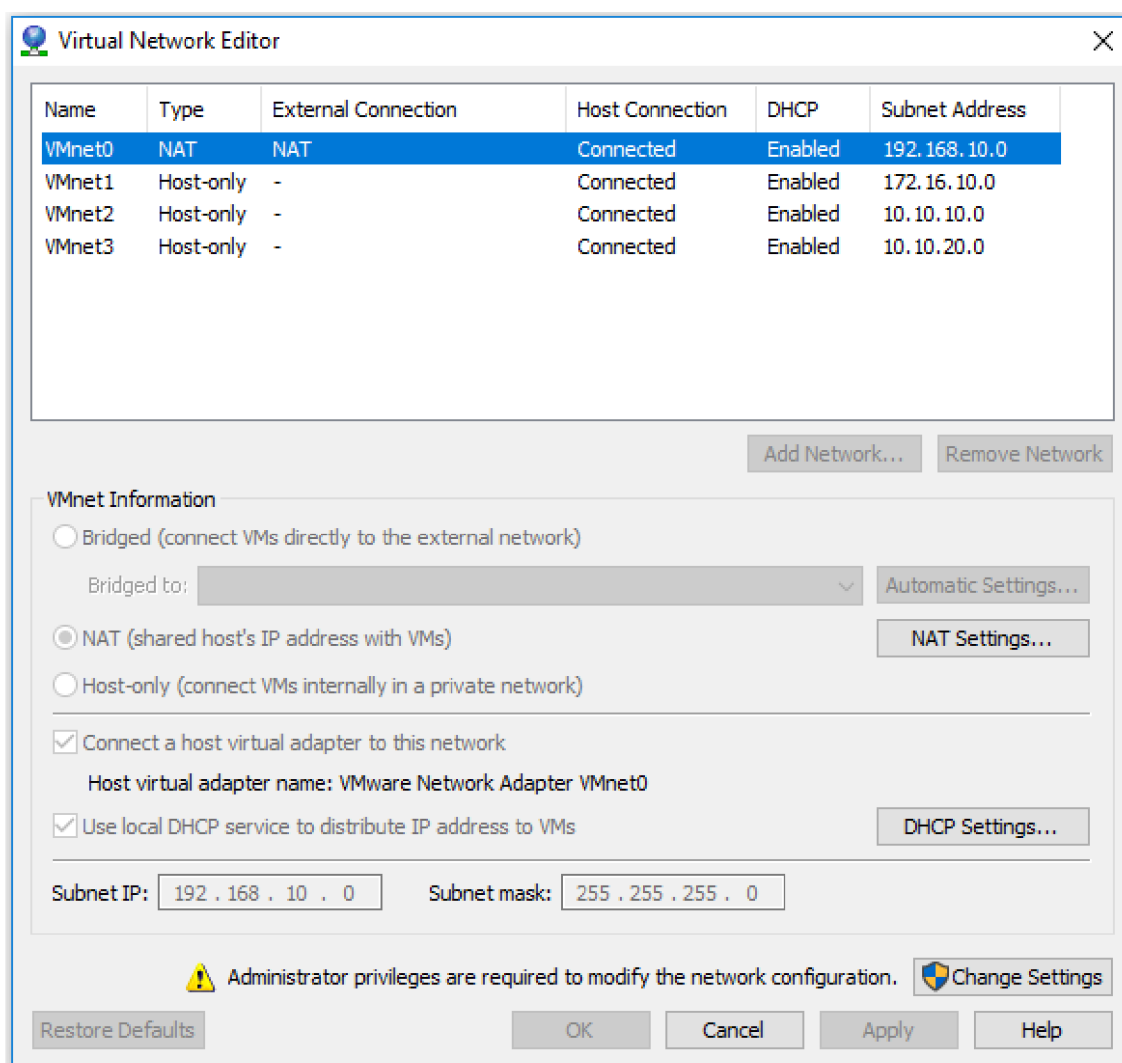 Virtual Network Editor
Name Type External Connection Host Connection DHCP Subnet Address
VMnet0 NAT NAT Connected Enabled 192.168.10.0
VMnet1 Host-only - Connected Enabled 172.16.10.0
VMnet2 Host-only - Connected Enabled 10.10.10.0
VMnet3 Host-only - Connected Enabled 10.10.20.0
Add Network... Remove Network
VMnet Information
Bridged (connect VMs directly to the external network)
Bridged to: Automatic Settings...
NAT (shared host's IP address with VMs) NAT Settings...
Host-only (connect VMs internally in a private network)
Connect a host virtual adapter to this network
Host virtual adapter name: VMware Network Adapter VMnet0
Use local DHCP service to distribute IP address to VMs DHCP Settings...
Subnet IP: 192 . 168 . 10 . 0 Subnet mask: 255 . 255 . 255 . 0
Administrator privileges are required to modify the network configuration. Change Settings
Restore Defaults OK Cancel Apply Help